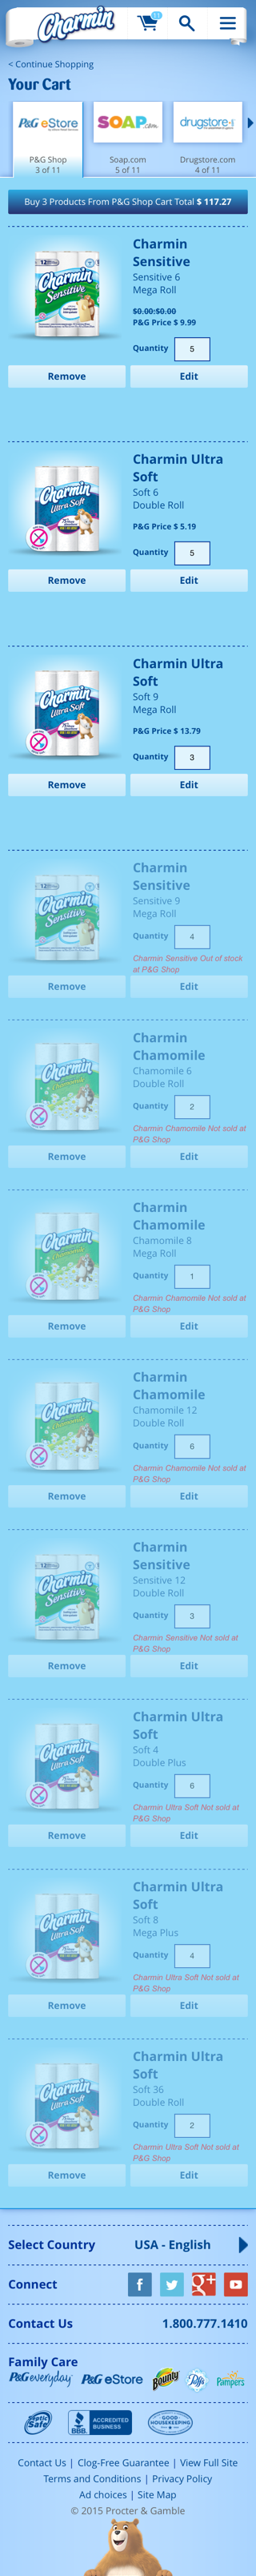 Charmin
11
< Continue Shopping
Your Cart
P&G eStore
SOAP.com
drugstore
P&G Shop
3 of 11
Soap.com
5 of 11
Drugstore.com
4 of 11
Buy 3 Products From P&G Shop Cart Total $ 117.27
Charmin
Sensitive
Sensitive 6
Mega Roll
$0.00:$0.00
P&G Price $ 9.99
Quantity 5
Remove Edit
Charmin Ultra
Soft
Soft 6
Double Roll
P&G Price $ 5.19
Quantity 5
Remove Edit
Charmin Ultra
Soft
Soft 9
Mega Roll
P&G Price $ 13.79
Quantity 3
Remove Edit
Charmin
Sensitive
Sensitive 9
Mega Roll
Quantity 4
Charmin Sensitive Out of stock
at P&G Shop
Remove Edit
Charmin
Chamomile
Chamomile 6
Double Roll
Quantity 2
Charmin Chamomile Not sold at
P&G Shop
Remove Edit
Charmin
Chamomile
Chamomile 8
Mega Roll
Quantity 1
Charmin Chamomile Not sold at
P&G Shop
Remove Edit
Charmin
Chamomile
Chamomile 12
Double Roll
Quantity 6
Charmin Chamomile Not sold at
P&G Shop
Remove Edit
Charmin
Sensitive
Sensitive 12
Double Roll
Quantity 3
Charmin Sensitive Not sold at
P&G Shop
Remove Edit
Charmin Ultra
Soft
Soft 4
Double Plus
Quantity 6
Charmin Ultra Soft Not sold at
P&G Shop
Remove Edit
Charmin Ultra
Soft
Soft 8
Mega Plus
Quantity 4
Charmin Ultra Soft Not sold at
P&G Shop
Remove Edit
Charmin Ultra
Soft
Soft 36
Double Roll
Quantity 2
Charmin Ultra Soft Not sold at
P&G Shop
Remove Edit
Select Country USA - English
Connect
Contact Us 1.800.777.1410
Family Care
P&G everyday P&G eStore Bounty Puffs Pampers
Septic Safe BBB ACCREDITED BUSINESS GOOD HOUSEKEEPING
Contact Us | Clog-Free Guarantee | View Full Site
Terms and Conditions | Privacy Policy
Ad choices | Site Map
© 2015 Procter & Gamble